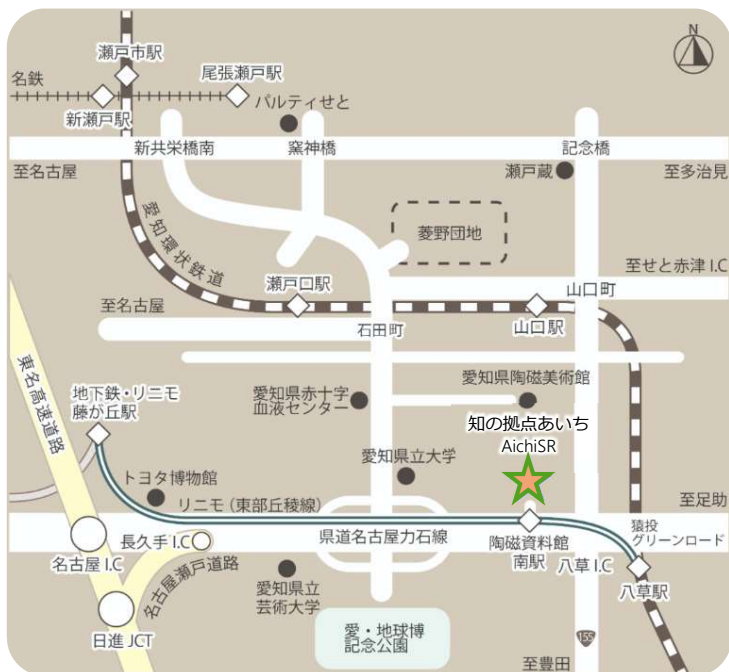 N
瀬戸市駅
名鉄
尾張瀬戸駅
新瀬戸駅
パルティせと
新共栄橋南
窯神橋
記念橋
至名古屋
瀬戸蔵
至多治見
愛知環状鉄道
菱野団地
瀬戸口駅
至せと赤津 I.C
至名古屋
山口町
石田町
山口駅
東名高速道路
地下鉄・リニモ
藤が丘駅
愛知県赤十字
血液センター
愛知県陶磁美術館
知の拠点あいち
AichiSR
トヨタ博物館
愛知県立大学
リニモ（東部丘陵線）
至足助
県道名古屋力石線
猿投
グリーンロード
長久手 I.C
陶磁資料館
南駅
名古屋 I.C
八草 I.C
八草駅
名古屋瀬戸道路
愛知県立
芸術大学
日進 JCT
愛・地球博
記念公園
155
至豊田